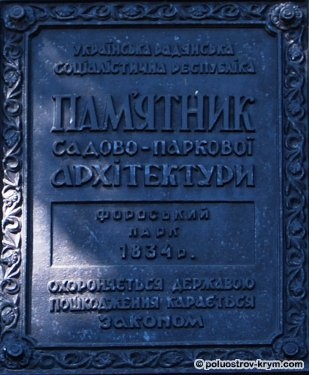 УКРАЇНСЬКА РАДЯНСЬКА
СОЦІАЛІСТИЧНА РЕСПУБЛІКА
ПАМ'ЯТНИК
САДОВО-ПАРКОВОЇ
АРХІТЕКТУРИ
ФОРОСЬКИЙ
ПАРК
1834 р.
ОХОРОНЯЄТЬСЯ ДЕРЖАВОЮ
ПОШКОДЖЕННЯ КАРАЄТЬСЯ
ЗАКОНОМ
© poluostrov-krym.com